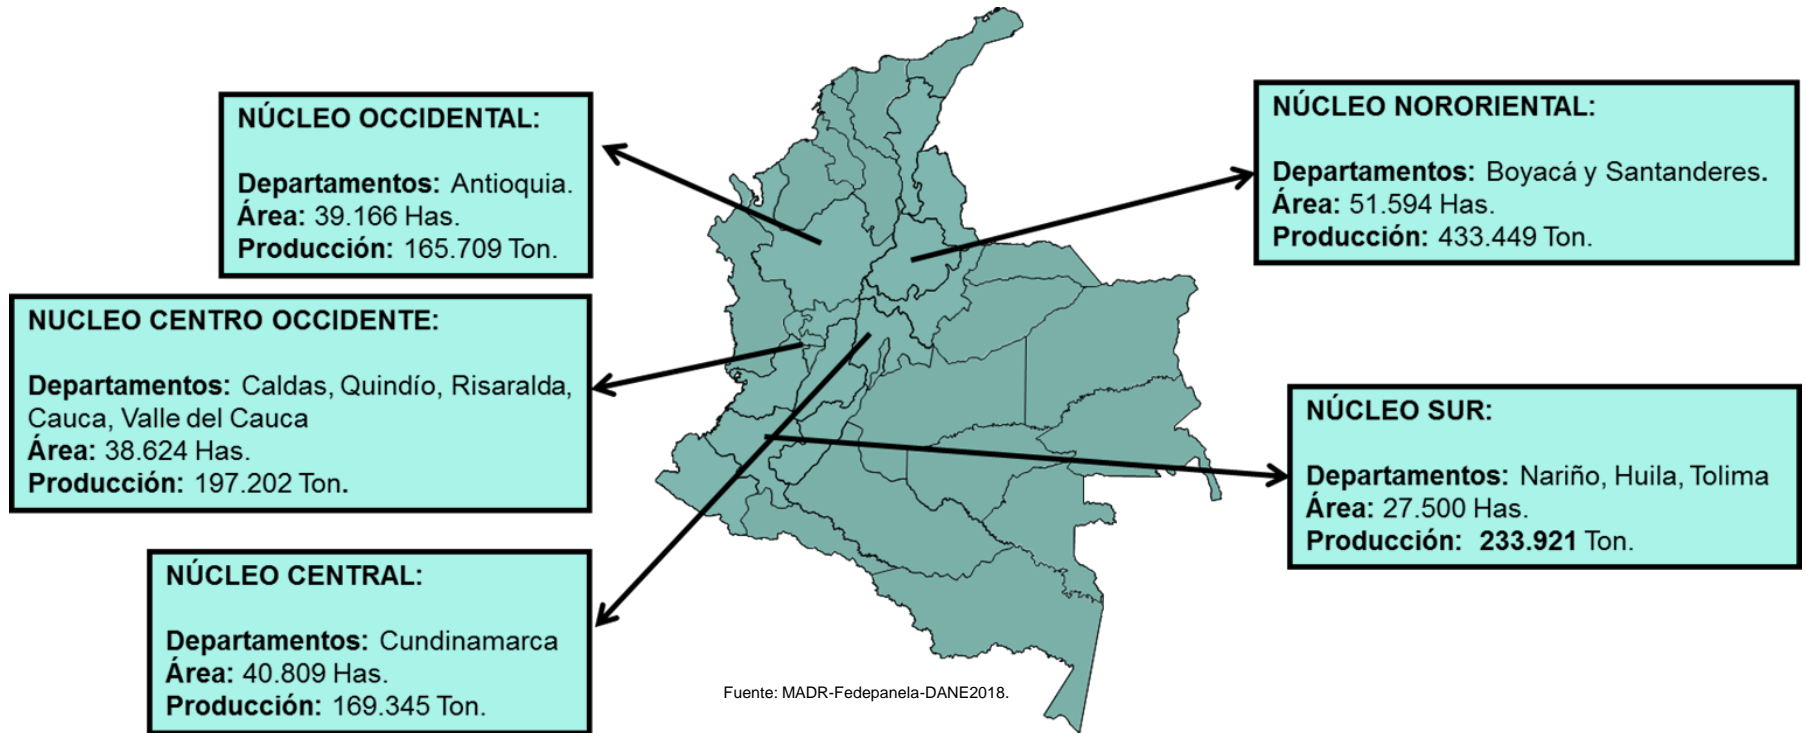 NÚCLEO OCCIDENTAL:
Departamentos: Antioquia.
Área: 39.166 Has.
Producción: 165.709 Ton.
NUCLEO CENTRO OCCIDENTE:
Departamentos: Caldas, Quindío, Risaralda,
Cauca, Valle del Cauca
Área: 38.624 Has.
Producción: 197.202 Ton.
NÚCLEO CENTRAL:
Departamentos: Cundinamarca
Área: 40.809 Has.
Producción: 169.345 Ton.
NÚCLEO NORORIENTAL:
Departamentos: Boyacá y Santanderes.
Área: 51.594 Has.
Producción: 433.449 Ton.
NÚCLEO SUR:
Departamentos: Nariño, Huila, Tolima
Área: 27.500 Has.
Producción: 233.921 Ton.
Fuente: MADR-Fedepanela-DANE2018.